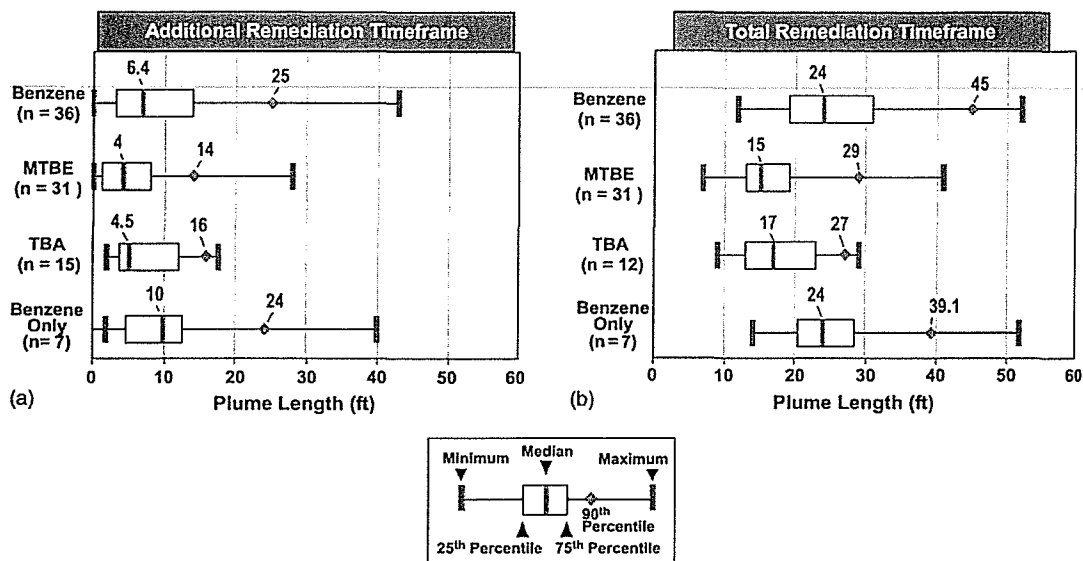 Additional Remediation Timeframe
Benzene
(n = 36)
6.4
25
MTBE
(n = 31)
4
14
TBA
(n = 15)
4.5
16
Benzene
Only
(n= 7)
10
24
0 10 20 30 40 50 60
(a)
Plume Length (ft)
Total Remediation Timeframe
Benzene
(n = 36)
24
45
MTBE
(n = 31)
15
29
TBA
(n = 12)
17
27
Benzene
Only
(n = 7)
24
39.1
0 10 20 30 40 50 60
(b)
Plume Length (ft)
Minimum
Median
Maximum
90th
Percentile
25th Percentile
75th Percentile